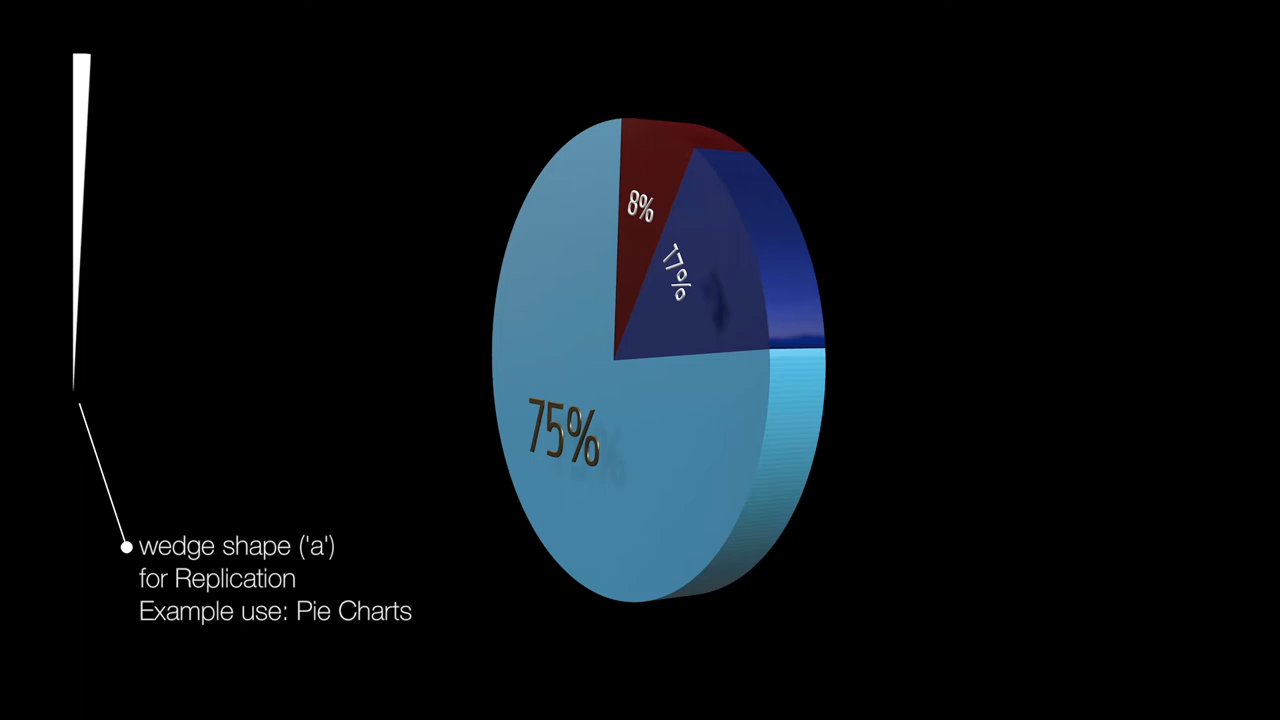 8%
17%
75%
wedge shape ('a')
for Replication
Example use: Pie Charts